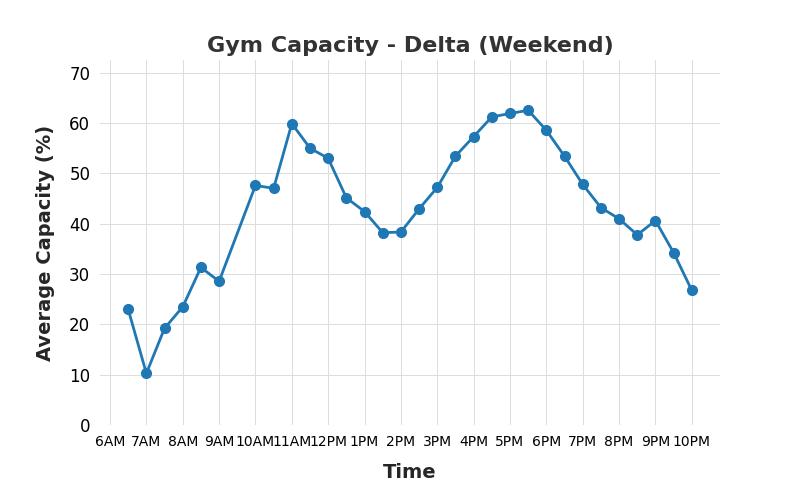 Gym Capacity - Delta (Weekend)
70
60
50
40
30
20
10
0
Average Capacity (%)
6AM 7AM 8AM 9AM 10AM 11AM 12PM 1PM 2PM 3PM 4PM 5PM 6PM 7PM 8PM 9PM 10PM
Time